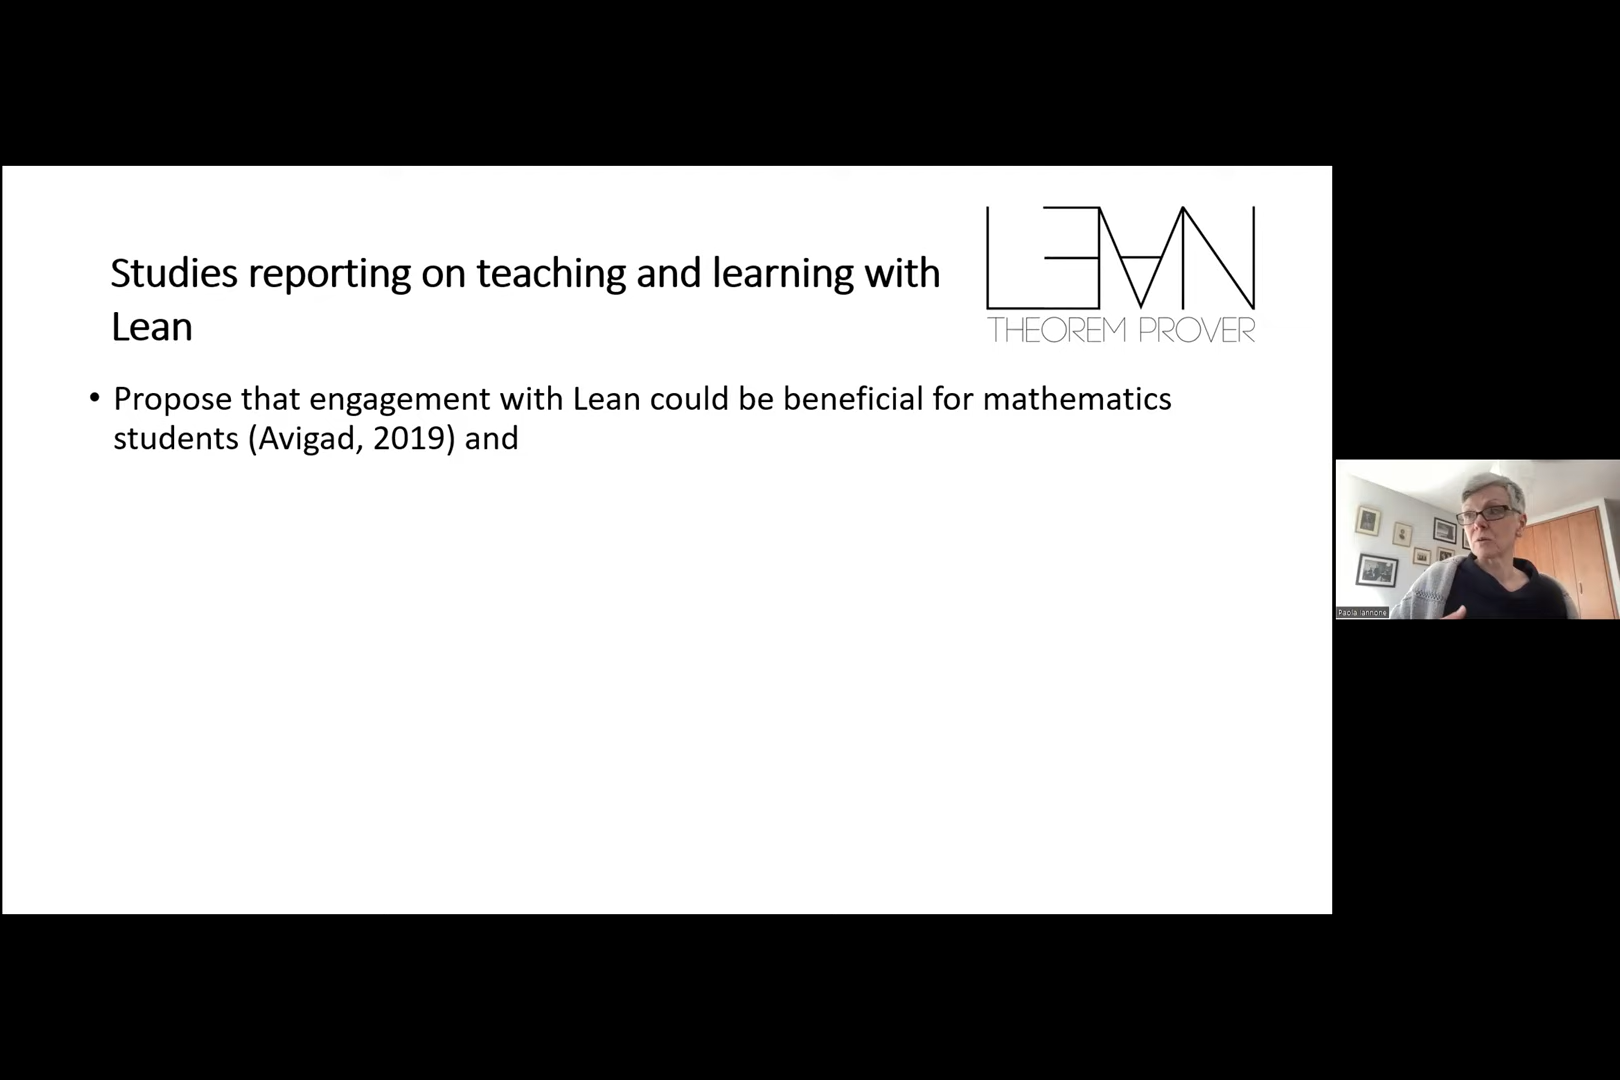 Studies reporting on teaching and learning with
Lean
LE∀N
THEOREM PROVER
• Propose that engagement with Lean could be beneficial for mathematics
students (Avigad, 2019) and
Paola Iannone